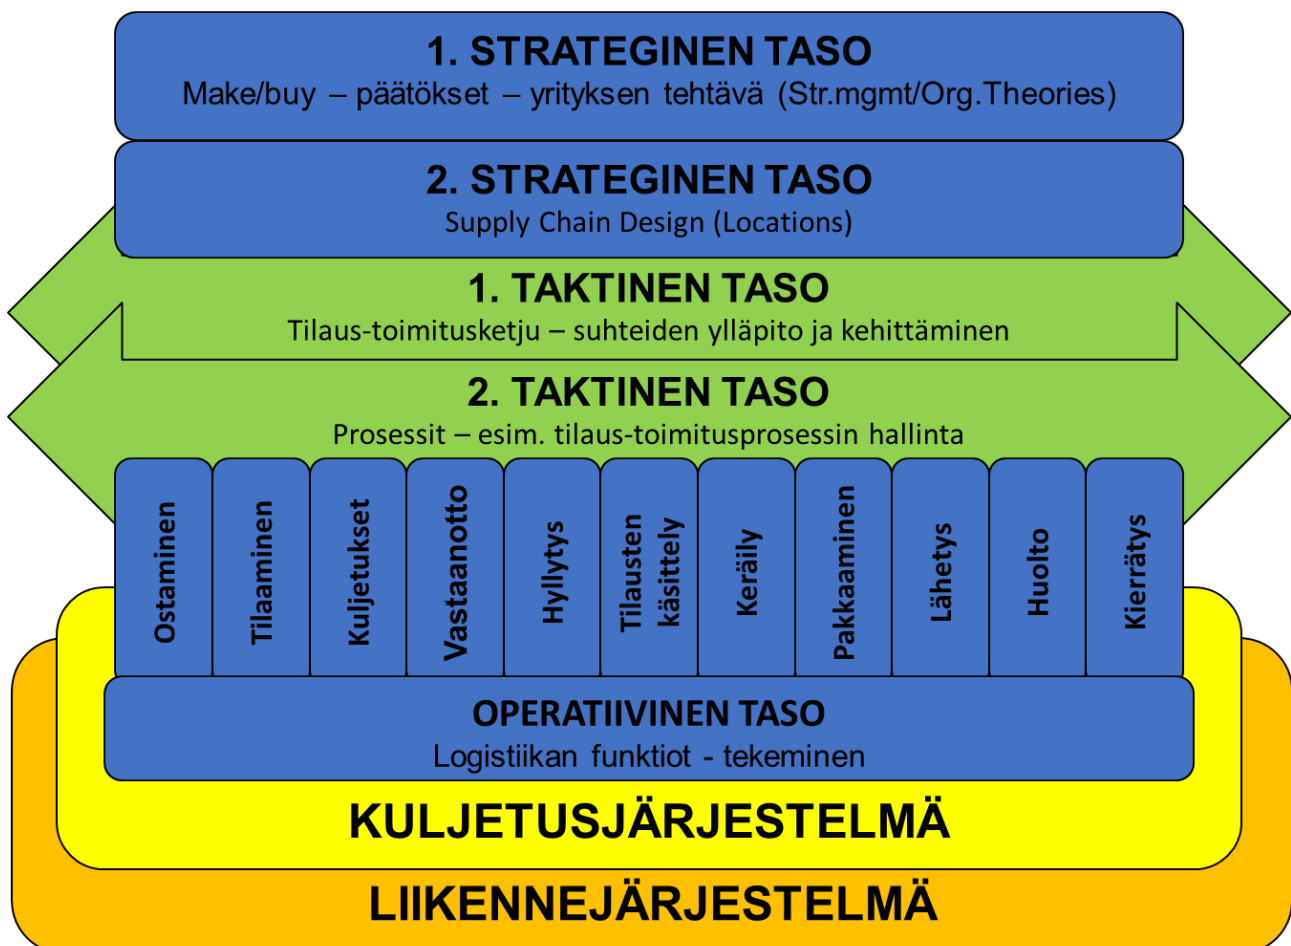 1. STRATEGINEN TASO
Make/buy – päätökset – yrityksen tehtävä (Str.mgmt/Org.Theories)
2. STRATEGINEN TASO
Supply Chain Design (Locations)
1. TAKTINEN TASO
Tilaus-toimitusketju – suhteiden ylläpito ja kehittäminen
2. TAKTINEN TASO
Prosessit – esim. tilaus-toimitusprosessin hallinta
Ostaminen
Tilaaminen
Kuljetukset
Vastaanotto
Hyllytys
Tilausten
käsittely
Keräily
Pakkaaminen
Lähetys
Huolto
Kierrätys
OPERATIIVINEN TASO
Logistiikan funktiot - tekeminen
KULJETUSJÄRJESTELMÄ
LIIKENNEJÄRJESTELMÄ